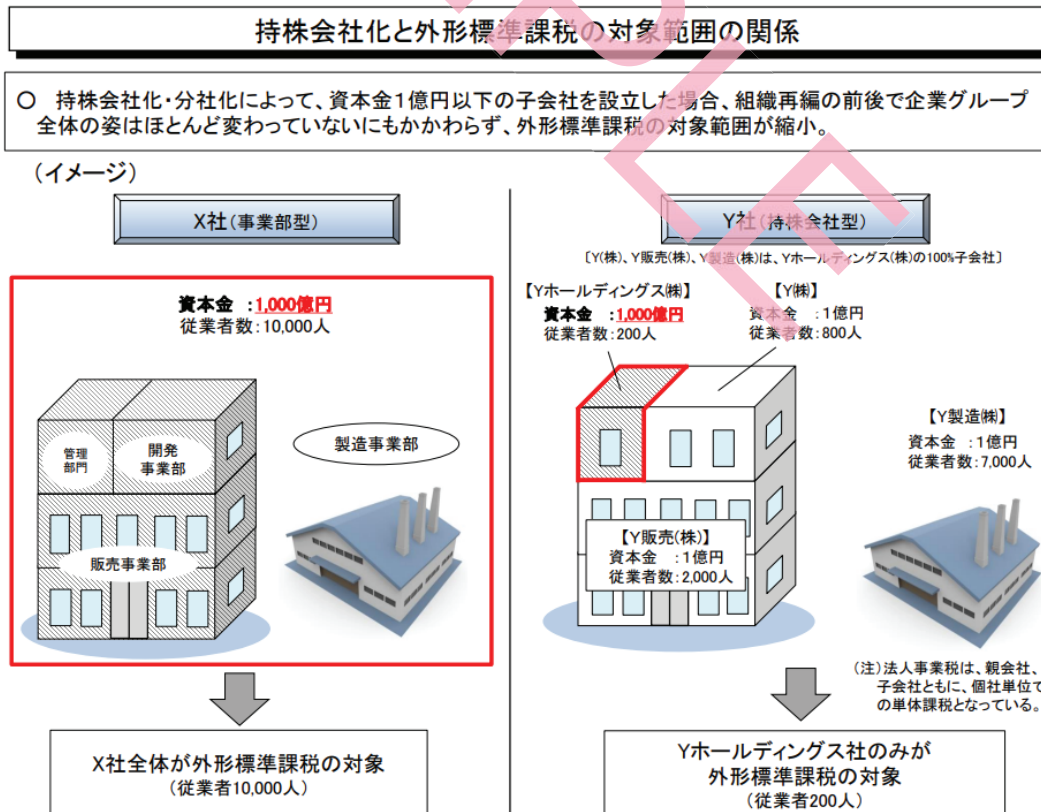 持株会社化と外形標準課税の対象範囲の関係
○ 持株会社化・分社化によって、資本金1億円以下の子会社を設立した場合、組織再編の前後で企業グループ
全体の姿はほとんど変わっていないにもかかわらず、外形標準課税の対象範囲が縮小。
（イメージ）
X社（事業部型）
資本金 ：1,000億円
従業者数：10,000人
管理
部門
開発
事業部
製造事業部
販売事業部
X社全体が外形標準課税の対象
（従業者10,000人）
Y社（持株会社型）
［Y(株)、Y販売(株)、Y製造(株)は、Yホールディングス(株)の100%子会社］
【Yホールディングス㈱】
資本金 ：1,000億円
従業者数：200人
【Y(株)】
資本金 ：1億円
従業者数：800人
【Y製造㈱】
資本金 ：1億円
従業者数：7,000人
【Y販売(株)】
資本金 ：1億円
従業者数：2,000人
（注）法人事業税は、親会社、
子会社ともに、個社単位で
の単体課税となっている。
Yホールディングス社のみが
外形標準課税の対象
（従業者200人）